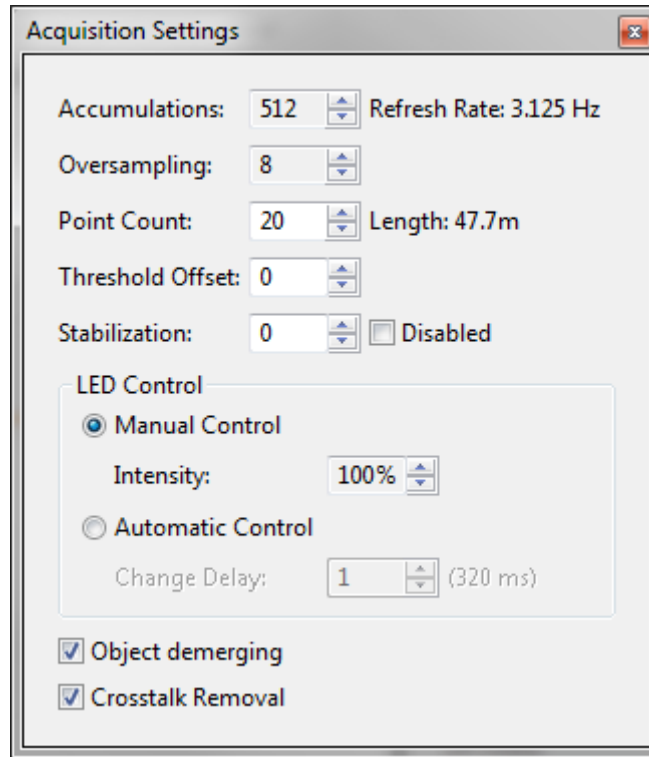 Acquisition Settings
Accumulations: 512 Refresh Rate: 3.125 Hz
Oversampling: 8
Point Count: 20 Length: 47.7m
Threshold Offset: 0
Stabilization: 0 Disabled
LED Control
Manual Control
Intensity: 100%
Automatic Control
Change Delay: 1 (320 ms)
Object demerging
Crosstalk Removal